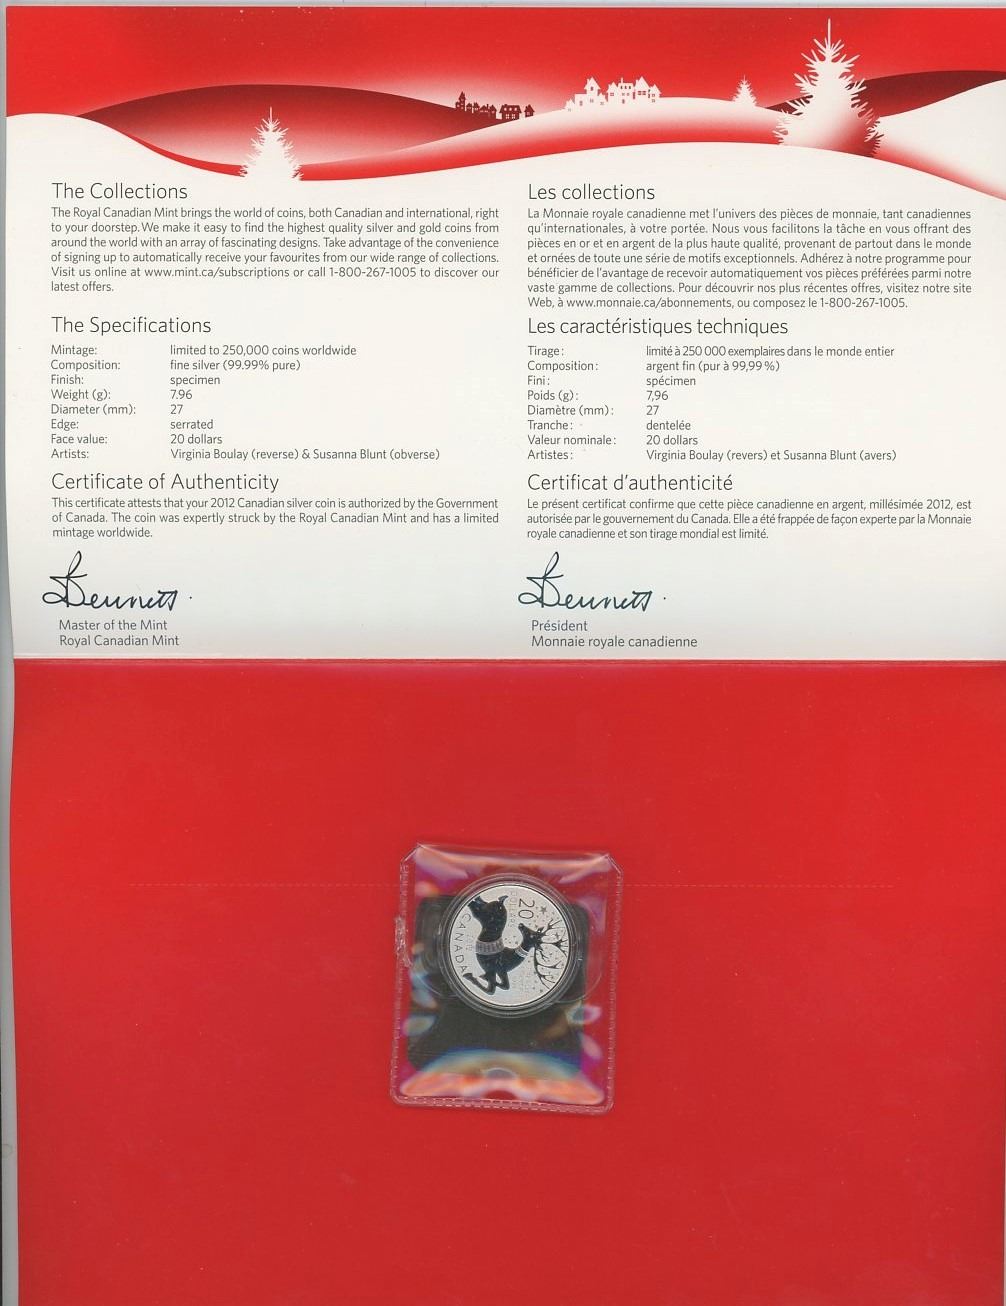 The Collections
The Royal Canadian Mint brings the world of coins, both Canadian and international, right
to your doorstep. We make it easy to find the highest quality silver and gold coins from
around the world with an array of fascinating designs. Take advantage of the convenience
of signing up to automatically receive your favourites from our wide range of collections.
Visit us online at www.mint.ca/subscriptions or call 1-800-267-1005 to discover our
latest offers.
The Specifications
Mintage: limited to 250,000 coins worldwide
Composition: fine silver (99.99% pure)
Finish: specimen
Weight (g): 7.96
Diameter (mm): 27
Edge: serrated
Face value: 20 dollars
Artists: Virginia Boulay (reverse) & Susanna Blunt (obverse)
Certificate of Authenticity
This certificate attests that your 2012 Canadian silver coin is authorized by the Government
of Canada. The coin was expertly struck by the Royal Canadian Mint and has a limited
mintage worldwide.
Bennett
Master of the Mint
Royal Canadian Mint
Les collections
La Monnaie royale canadienne met l'univers des pièces de monnaie, tant canadiennes
qu'internationales, à votre portée. Nous vous facilitons la tâche en vous offrant des
pièces en or et en argent de la plus haute qualité, provenant de partout dans le monde
et ornées de toute une série de motifs exceptionnels. Adhérez à notre programme pour
bénéficier de l'avantage de recevoir automatiquement vos pièces préférées parmi notre
vaste gamme de collections. Pour découvrir nos plus récentes offres, visitez notre site
Web, à www.monnaie.ca/abonnements, ou composez le 1-800-267-1005.
Les caractéristiques techniques
Tirage : limité à 250 000 exemplaires dans le monde entier
Composition : argent fin (pur à 99,99 %)
Fini : spécimen
Poids (g) : 7,96
Diamètre (mm) : 27
Tranche : dentelée
Valeur nominale : 20 dollars
Artistes : Virginia Boulay (revers) et Susanna Blunt (avers)
Certificat d'authenticité
Le présent certificat confirme que cette pièce canadienne en argent, millésimée 2012, est
autorisée par le gouvernement du Canada. Elle a été frappée de façon experte par la Monnaie
royale canadienne et son tirage mondial est limité.
Bennett
Président
Monnaie royale canadienne
20
DOLLARS
CANADA